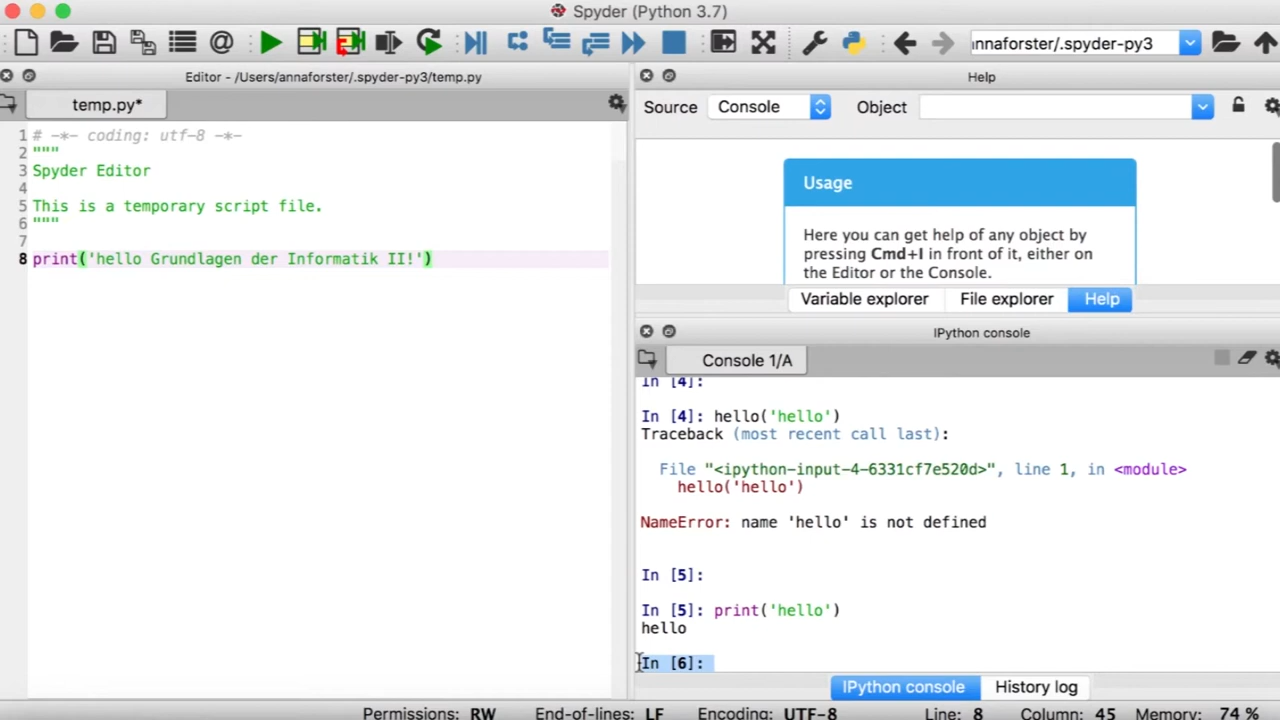 Spyder (Python 3.7)
nnaforster/.spyder-py3
Editor - /Users/annaforster/.spyder-py3/temp.py
temp.py*
1 # -*- coding: utf-8 -*-
2 """
3 Spyder Editor
4
5 This is a temporary script file.
6 """
7
8 print('hello Grundlagen der Informatik II!')
Help
Source Console Object
Usage
Here you can get help of any object by
pressing Cmd+I in front of it, either on
the Editor or the Console.
Variable explorer File explorer Help
IPython console
Console 1/A
In [4]:
In [4]: hello('hello')
Traceback (most recent call last):
File "<ipython-input-4-6331cf7e520d>", line 1, in <module>
hello('hello')
NameError: name 'hello' is not defined
In [5]:
In [5]: print('hello')
hello
In [6]:
IPython console History log
Permissions: RW End-of-lines: LF Encoding: UTF-8 Line: 8 Column: 45 Memory: 74 %